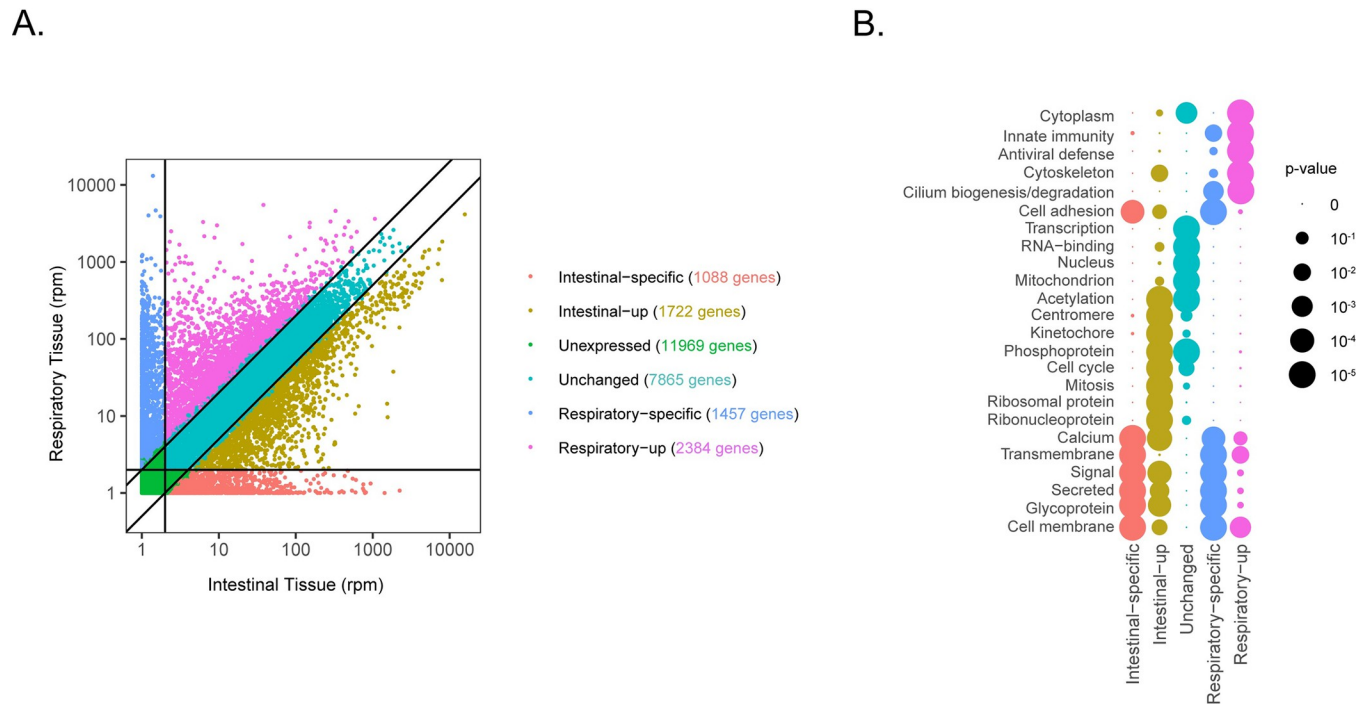 A.
Respiratory Tissue (rpm)
10000
1000
100
10
1
1
10
100
1000
10000
Intestinal Tissue (rpm)
Intestinal−specific (1088 genes)
Intestinal−up (1722 genes)
Unexpressed (11969 genes)
Unchanged (7865 genes)
Respiratory−specific (1457 genes)
Respiratory−up (2384 genes)
B.
Cytoplasm
Innate immunity
Antiviral defense
Cytoskeleton
Cilium biogenesis/degradation
Cell adhesion
Transcription
RNA−binding
Nucleus
Mitochondrion
Acetylation
Centromere
Kinetochore
Phosphoprotein
Cell cycle
Mitosis
Ribosomal protein
Ribonucleoprotein
Calcium
Transmembrane
Signal
Secreted
Glycoprotein
Cell membrane
Intestinal−specific
Intestinal−up
Unchanged
Respiratory−specific
Respiratory−up
p-value
0
10⁻¹
10⁻²
10⁻³
10⁻⁴
10⁻⁵